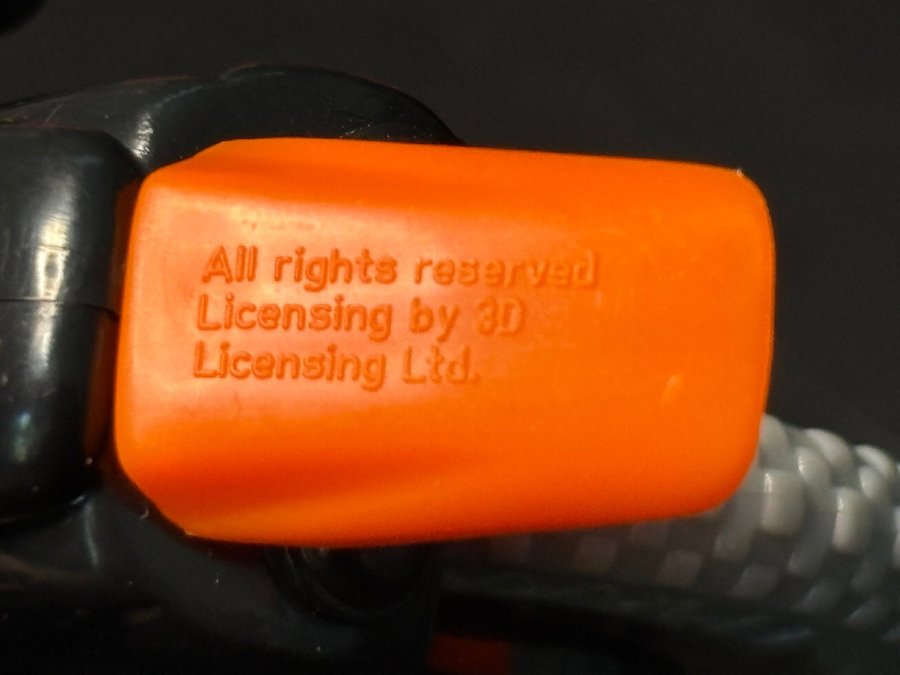 All rights reserved
Licensing by 3D
Licensing Ltd.